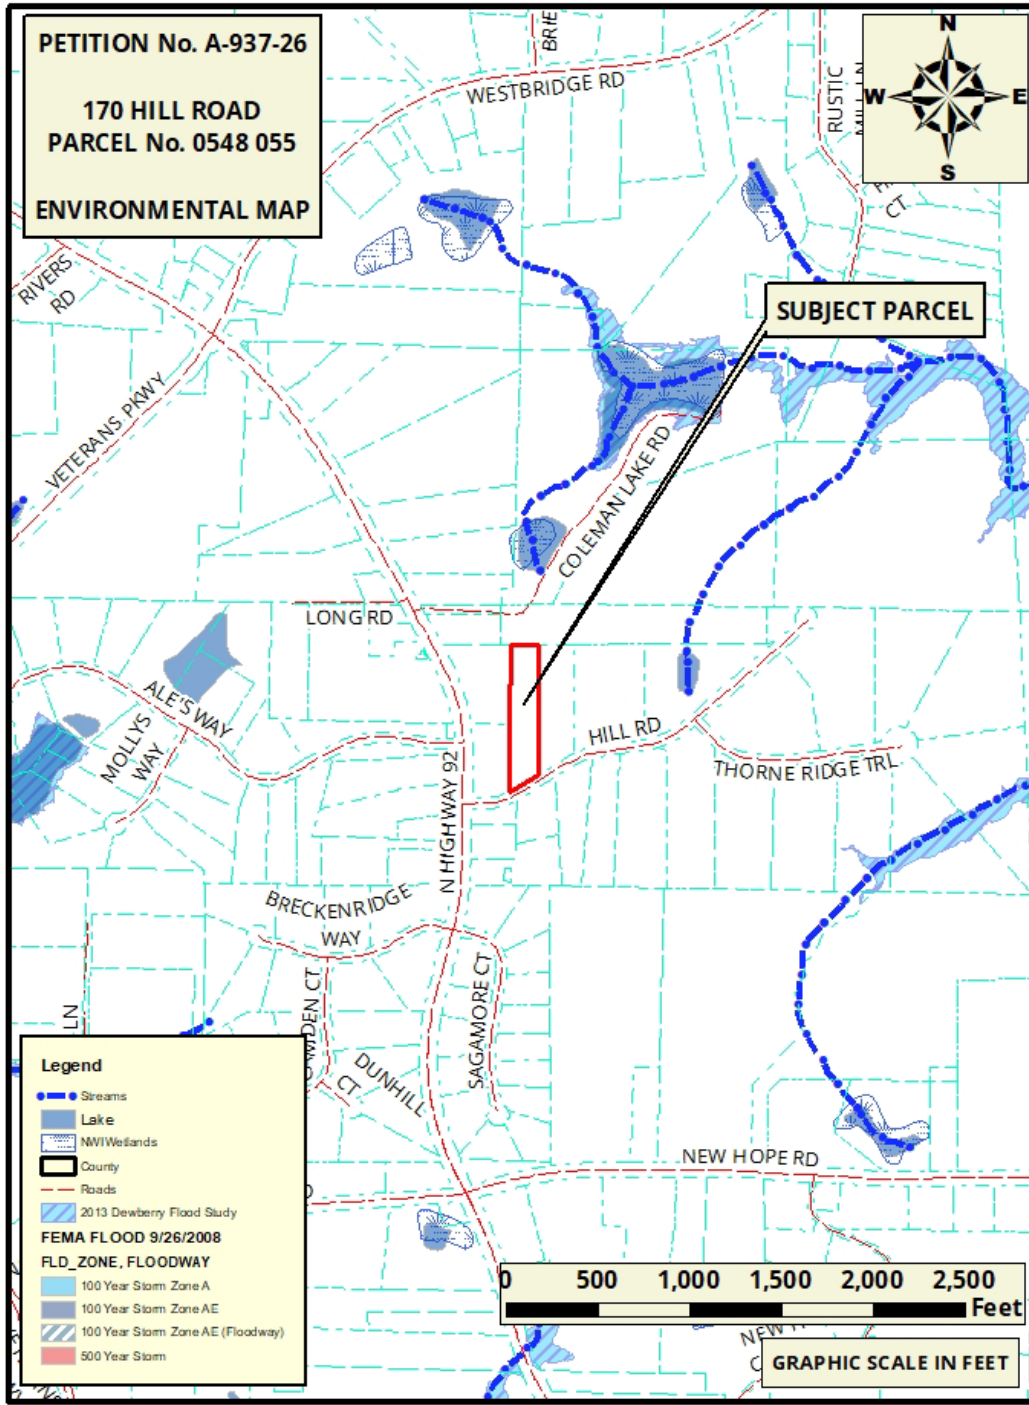 PETITION No. A-937-26
170 HILL ROAD
PARCEL No. 0548 055
ENVIRONMENTAL MAP
BRIE
WESTBRIDGE RD
RUSTIC
N
W
E
S
CT
RIVERS
RD
SUBJECT PARCEL
VETERANS PKWY
COLEMAN LAKE RD
LONG RD
ALE'S WAY
MOLLYS
WAY
HILL RD
THORNE RIDGE TRL
N HIGHWAY 92
BRECKENRIDGE
WAY
SAGAMORE CT
MDEN CT
DUNHILL
CT
LN
NEW HOPE RD
Legend
Streams
Lake
NWI Wetlands
County
Roads
2013 Dewberry Flood Study
FEMA FLOOD 9/26/2008
FLD_ZONE, FLOODWAY
100 Year Storm Zone A
100 Year Storm Zone AE
100 Year Storm Zone AE (Floodway)
500 Year Storm
0 500 1,000 1,500 2,000 2,500
Feet
NEW
GRAPHIC SCALE IN FEET